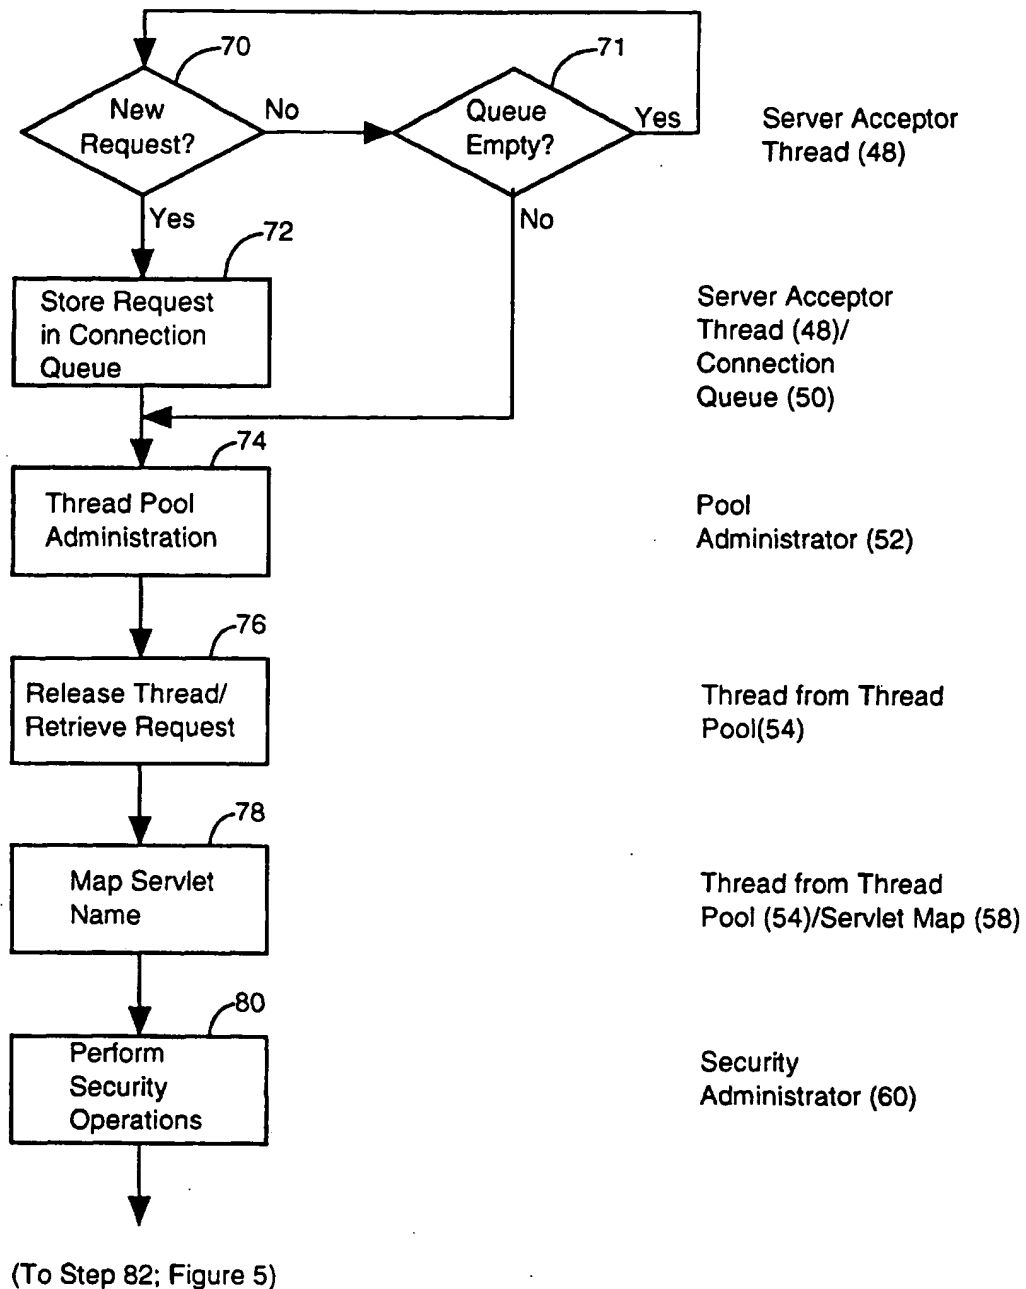 70
71
New
Request?
No
Queue
Empty?
Yes
Server Acceptor
Thread (48)
Yes
No
72
Store Request
in Connection
Queue
Server Acceptor
Thread (48)/
Connection
Queue (50)
74
Thread Pool
Administration
Pool
Administrator (52)
76
Release Thread/
Retrieve Request
Thread from Thread
Pool(54)
78
Map Servlet
Name
Thread from Thread
Pool (54)/Servlet Map (58)
80
Perform
Security
Operations
Security
Administrator (60)
(To Step 82; Figure 5)